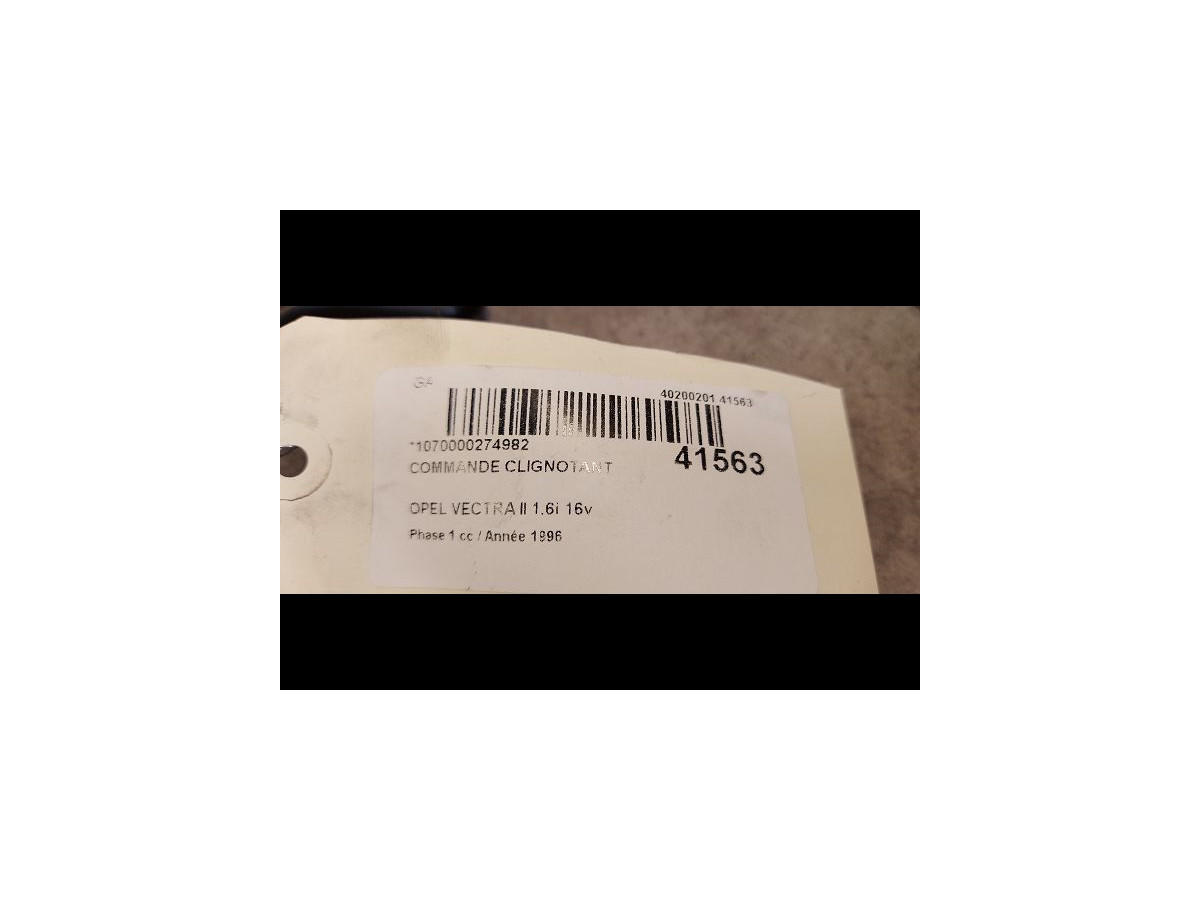 GA
40200201 41563
*1070000274982
41563
COMMANDE CLIGNOTANT
OPEL VECTRA II 1.6i 16v
Phase 1 cc / Année 1996